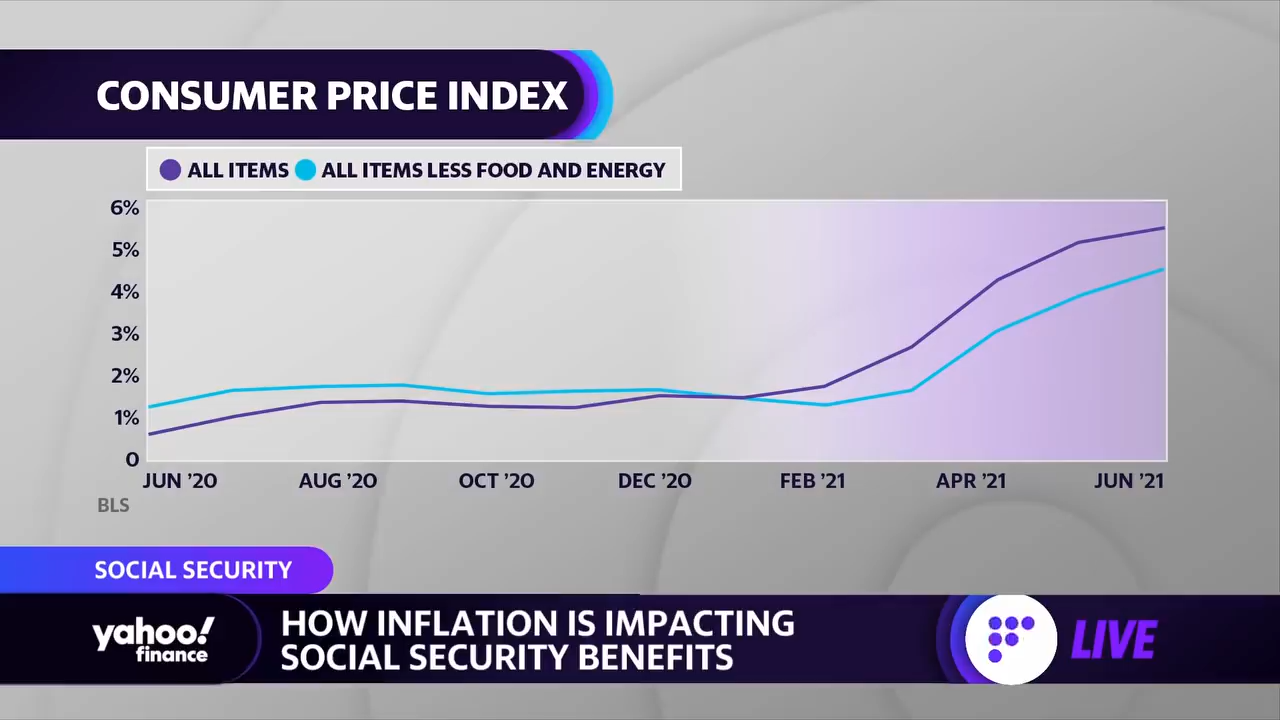 CONSUMER PRICE INDEX
ALL ITEMS ALL ITEMS LESS FOOD AND ENERGY
6%
5%
4%
3%
2%
1%
0
JUN ’20 AUG ’20 OCT ’20 DEC ’20 FEB ’21 APR ’21 JUN ’21
BLS
SOCIAL SECURITY
yahoo!
finance
HOW INFLATION IS IMPACTING
SOCIAL SECURITY BENEFITS
LIVE